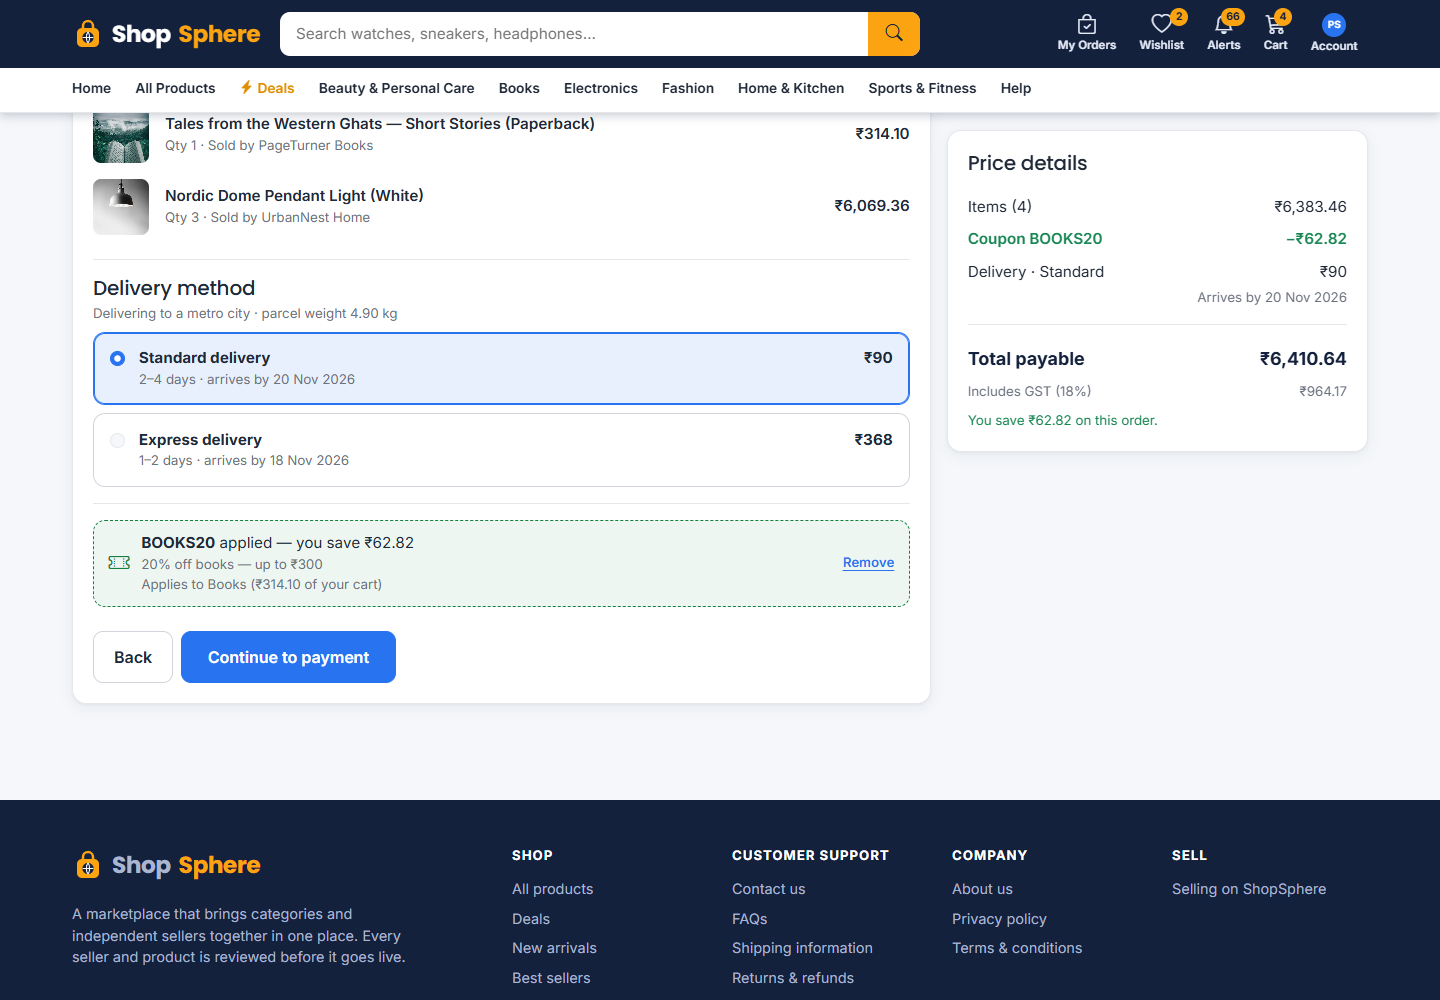 Shop Sphere
Search watches, sneakers, headphones...
My Orders
2
Wishlist
66
Alerts
4
Cart
PS
Account
Home
All Products
Deals
Beauty & Personal Care
Books
Electronics
Fashion
Home & Kitchen
Sports & Fitness
Help
Tales from the Western Ghats — Short Stories (Paperback)
₹314.10
Qty 1 · Sold by PageTurner Books
Nordic Dome Pendant Light (White)
₹6,069.36
Qty 3 · Sold by UrbanNest Home
Delivery method
Delivering to a metro city · parcel weight 4.90 kg
Standard delivery
₹90
2–4 days · arrives by 20 Nov 2026
Express delivery
₹368
1–2 days · arrives by 18 Nov 2026
BOOKS20 applied — you save ₹62.82
20% off books — up to ₹300
Applies to Books (₹314.10 of your cart)
Remove
Back
Continue to payment
Price details
Items (4)
₹6,383.46
Coupon BOOKS20
−₹62.82
Delivery · Standard
₹90
Arrives by 20 Nov 2026
Total payable
₹6,410.64
Includes GST (18%)
₹964.17
You save ₹62.82 on this order.
Shop Sphere
A marketplace that brings categories and
independent sellers together in one place. Every
seller and product is reviewed before it goes live.
SHOP
All products
Deals
New arrivals
Best sellers
CUSTOMER SUPPORT
Contact us
FAQs
Shipping information
Returns & refunds
COMPANY
About us
Privacy policy
Terms & conditions
SELL
Selling on ShopSphere